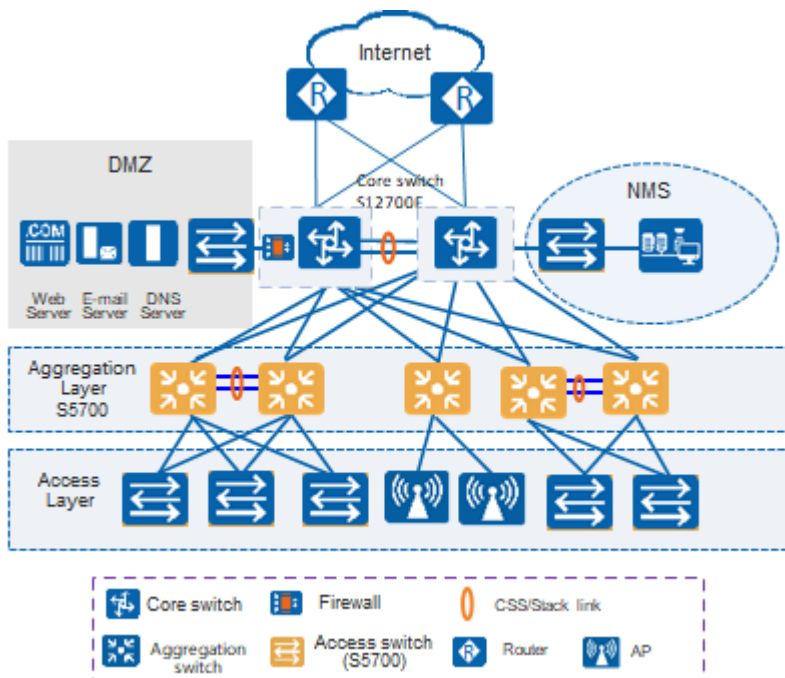 Internet
R
R
DMZ
Core switch
S12700E
NMS
.COM
Web
Server
E-mail
Server
DNS
Server
Aggregation
Layer
S5700
Access
Layer
Core switch
Firewall
CSS/Stack link
Aggregation
switch
Access switch
(S5700)
R
Router
AP